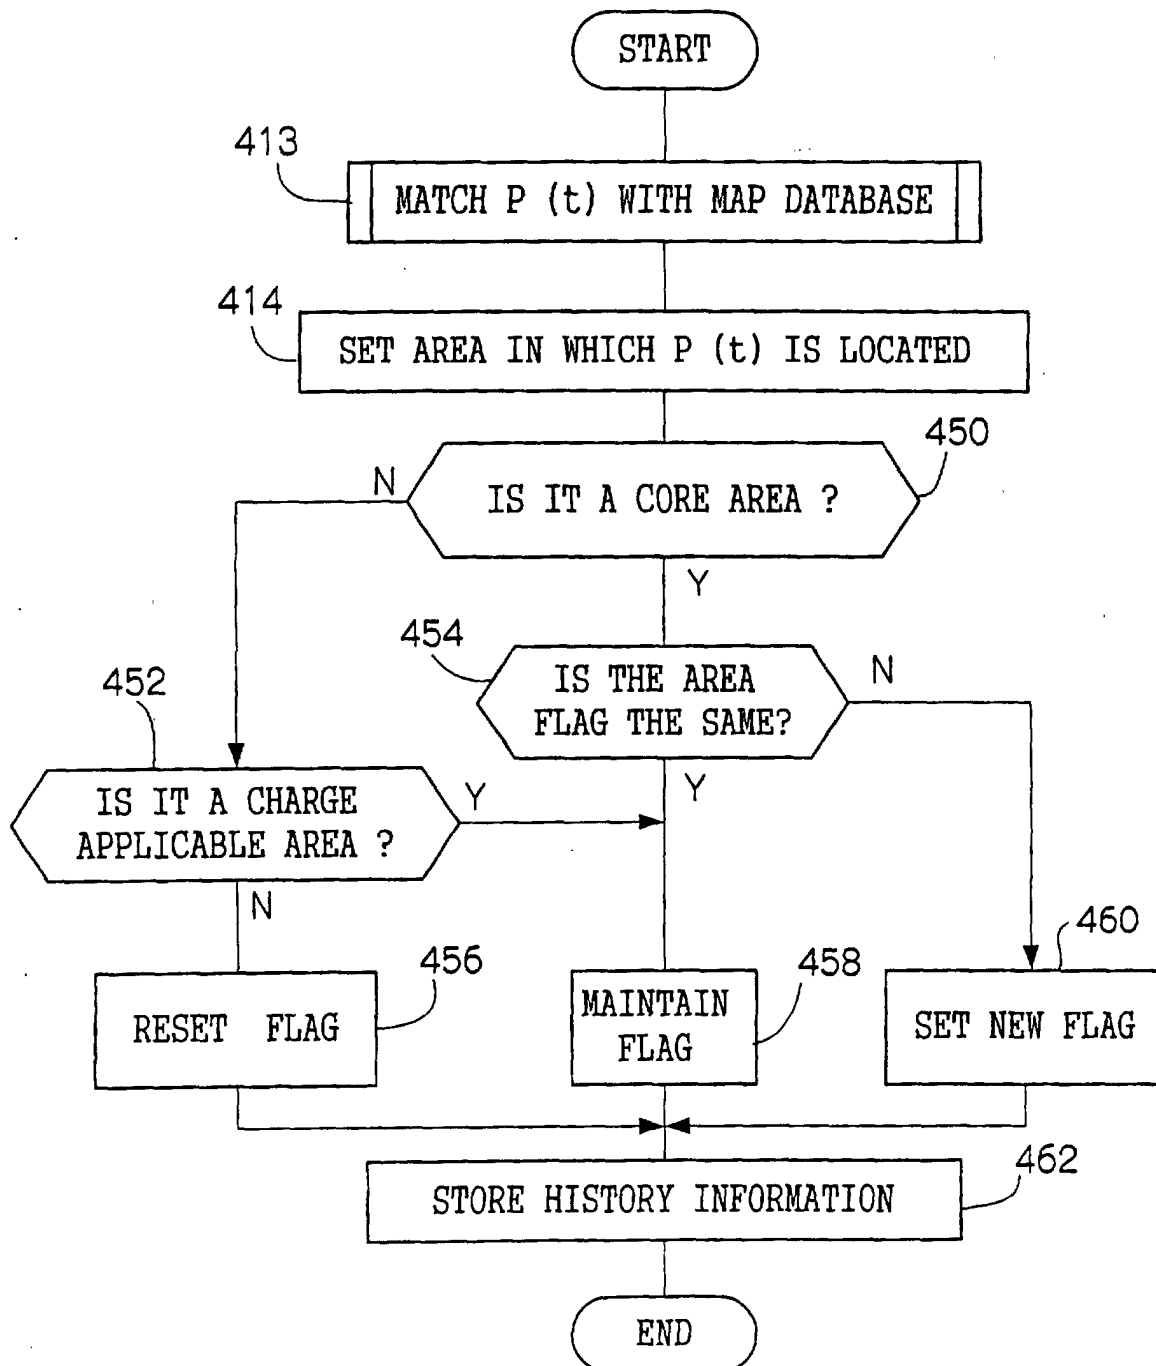 START
413
MATCH P (t) WITH MAP DATABASE
414
SET AREA IN WHICH P (t) IS LOCATED
450
N
IS IT A CORE AREA ?
Y
454
IS THE AREA
FLAG THE SAME?
N
452
Y
IS IT A CHARGE
APPLICABLE AREA ?
Y
N
456
RESET FLAG
458
MAINTAIN
FLAG
460
SET NEW FLAG
462
STORE HISTORY INFORMATION
END